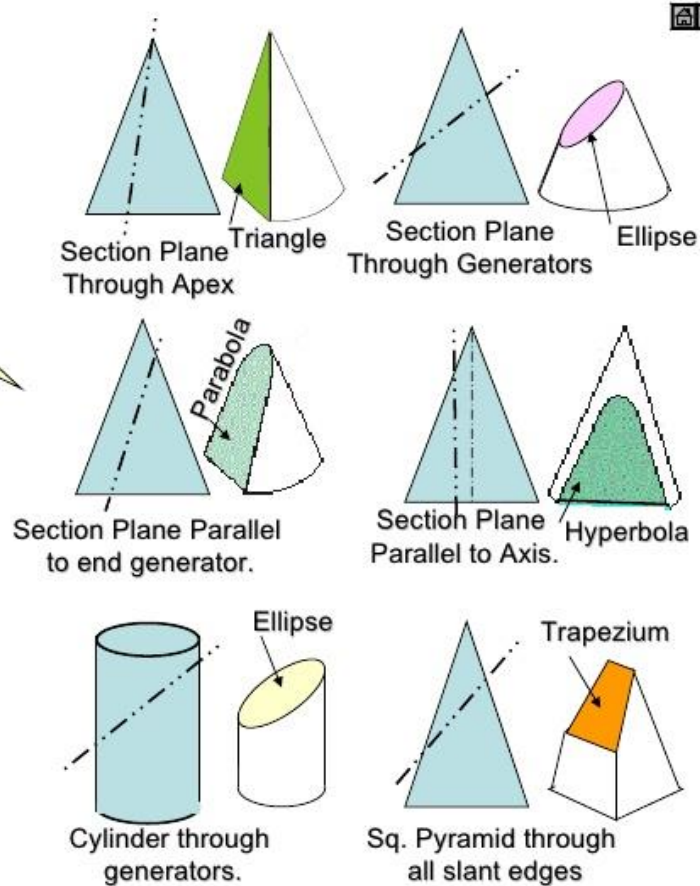 Triangle
Section Plane
Through Apex
Section Plane
Through Generators
Ellipse
Parabola
Section Plane Parallel
to end generator.
Section Plane
Parallel to Axis.
Hyperbola
Ellipse
Cylinder through
generators.
Trapezium
Sq. Pyramid through
all slant edges